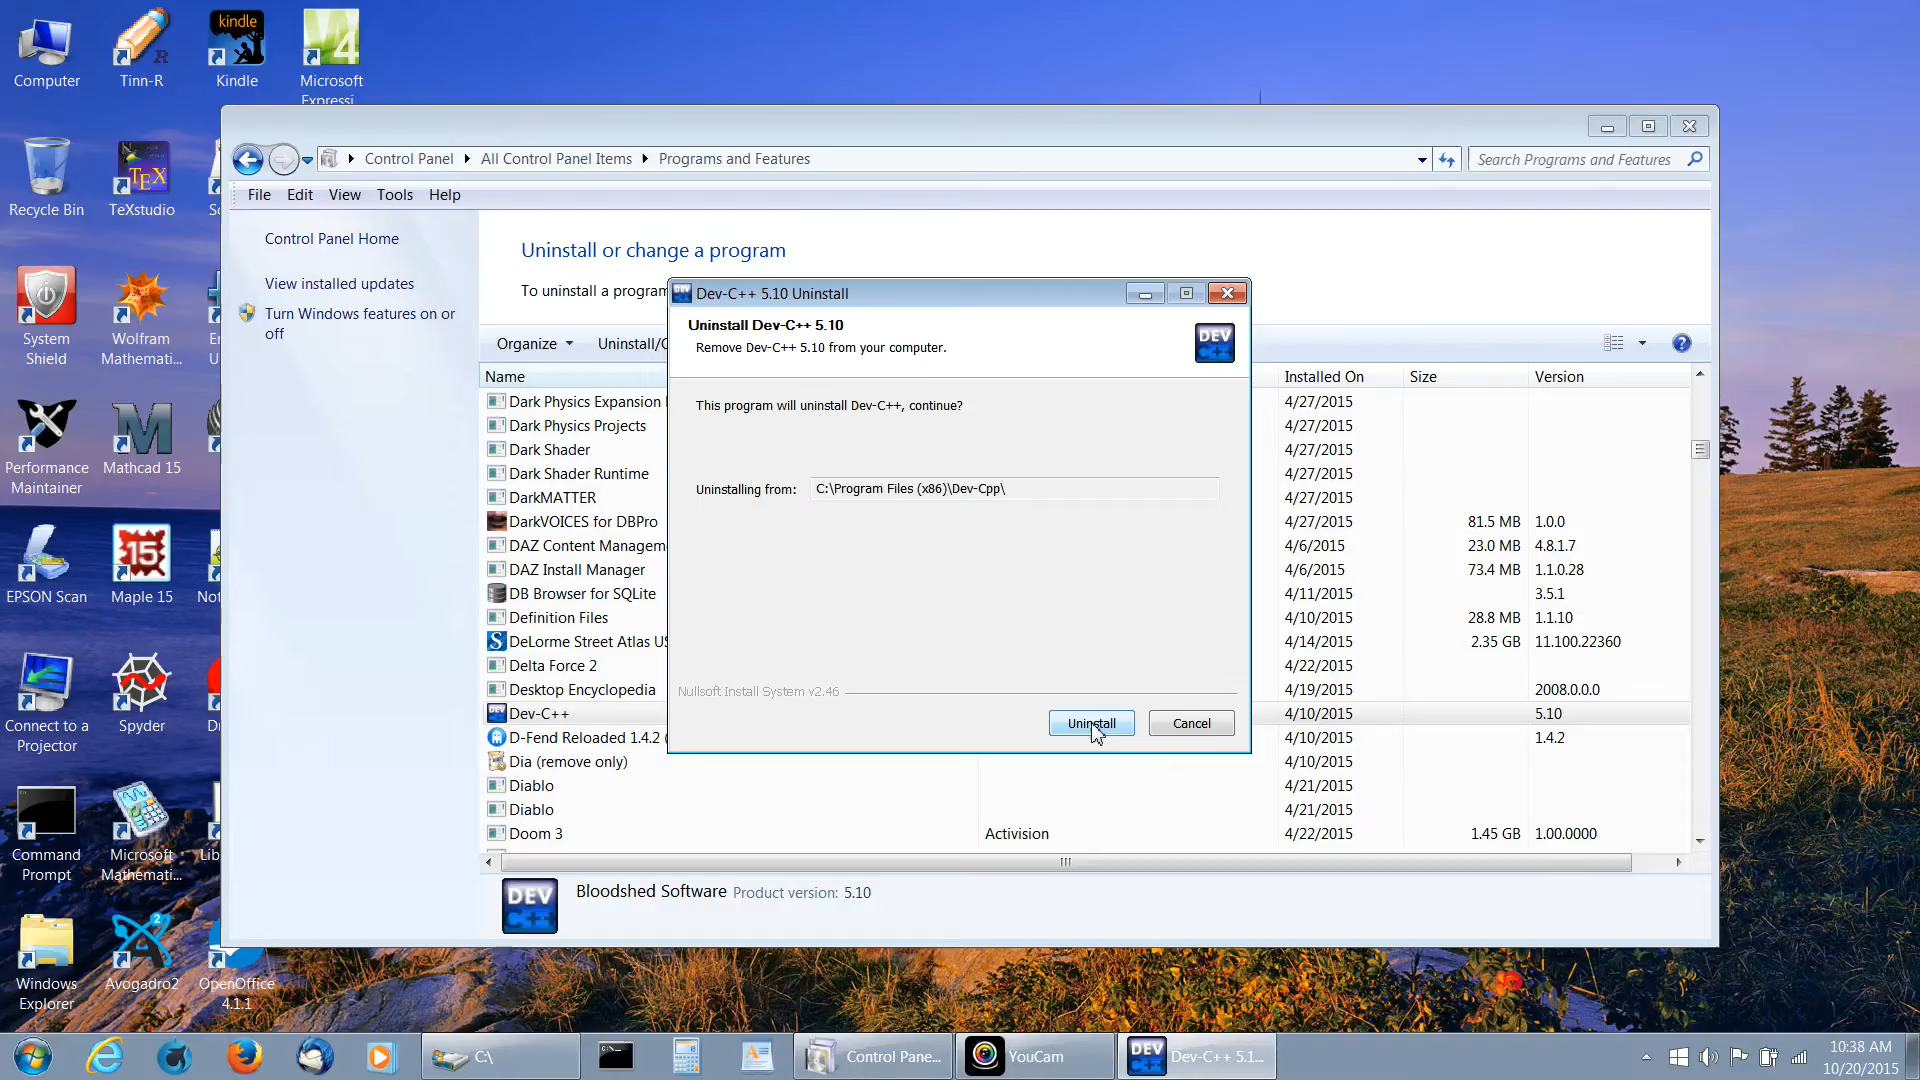 Computer
Tinn-R
kindle
Kindle
Microsoft
Expressi...
Recycle Bin
TEX
TeXstudio
System
Shield
Wolfram
Mathemati...
Performance
Maintainer
Mathcad 15
EPSON Scan
15
Maple 15
Connect to a
Projector
Spyder
Command
Prompt
Microsoft
Mathemati...
Windows
Explorer
Avogadro2
OpenOffice
4.1.1
Control Panel
All Control Panel Items
Programs and Features
Search Programs and Features
File
Edit
View
Tools
Help
Control Panel Home
View installed updates
Turn Windows features on or
off
Uninstall or change a program
To uninstall a program
Organize
Uninstall/C
Name
Installed On
Size
Version
Dark Physics Expansion
4/27/2015
Dark Physics Projects
4/27/2015
Dark Shader
4/27/2015
Dark Shader Runtime
4/27/2015
DarkMATTER
4/27/2015
DarkVOICES for DBPro
4/27/2015
81.5 MB
1.0.0
DAZ Content Managem
4/6/2015
23.0 MB
4.8.1.7
DAZ Install Manager
4/6/2015
73.4 MB
1.1.0.28
DB Browser for SQLite
4/11/2015
3.5.1
Definition Files
4/10/2015
28.8 MB
1.1.10
DeLorme Street Atlas US
4/14/2015
2.35 GB
11.100.22360
Delta Force 2
4/22/2015
Desktop Encyclopedia
4/19/2015
2008.0.0.0
Dev-C++
4/10/2015
5.10
D-Fend Reloaded 1.4.2 (
4/10/2015
1.4.2
Dia (remove only)
4/10/2015
Diablo
4/21/2015
Diablo
4/21/2015
Doom 3
Activision
4/22/2015
1.45 GB
1.00.0000
DEV
C++
Bloodshed Software
Product version: 5.10
Dev-C++ 5.10 Uninstall
Uninstall Dev-C++ 5.10
Remove Dev-C++ 5.10 from your computer.
DEV
C++
This program will uninstall Dev-C++, continue?
Uninstalling from:
C:\Program Files (x86)\Dev-Cpp\
Nullsoft Install System v2.46
Uninstall
Cancel
C:\
Control Pane...
YouCam
DEV
Dev-C++ 5.1...
10:38 AM
10/20/2015